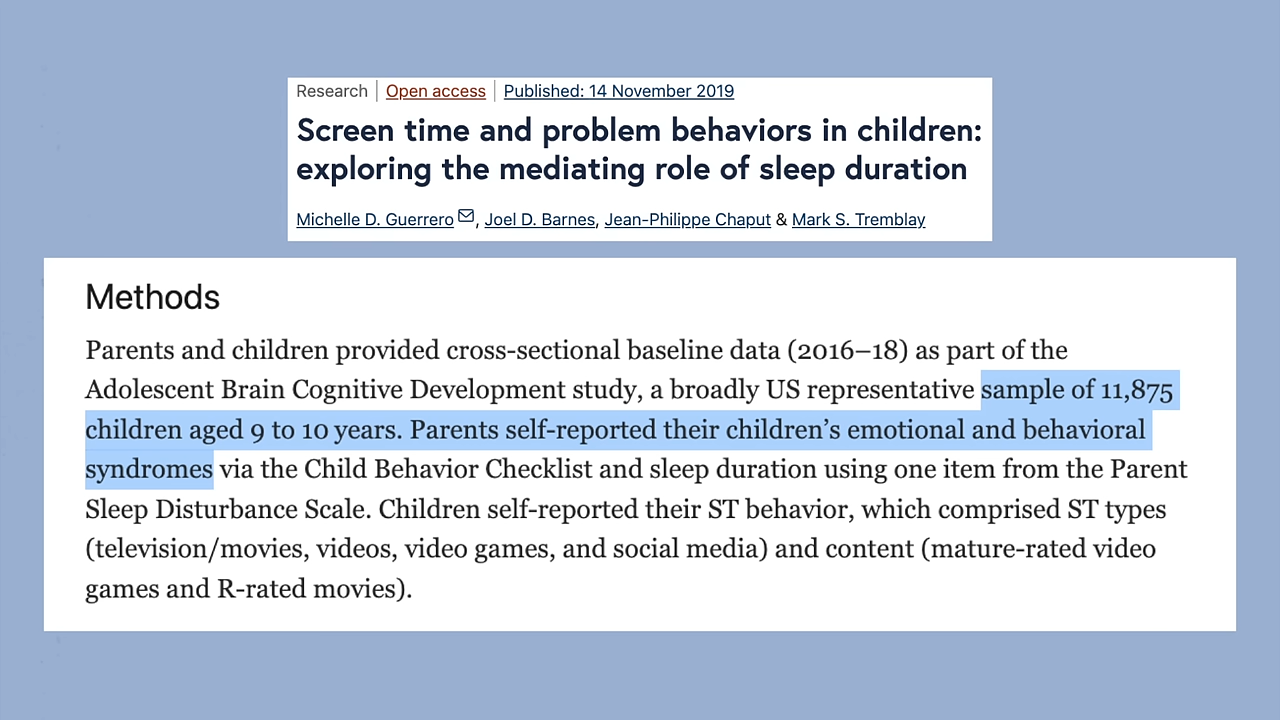 Research | Open access | Published: 14 November 2019
Screen time and problem behaviors in children:
exploring the mediating role of sleep duration
Michelle D. Guerrero, Joel D. Barnes, Jean-Philippe Chaput & Mark S. Tremblay
Methods
Parents and children provided cross-sectional baseline data (2016–18) as part of the
Adolescent Brain Cognitive Development study, a broadly US representative sample of 11,875
children aged 9 to 10 years. Parents self-reported their children’s emotional and behavioral
syndromes via the Child Behavior Checklist and sleep duration using one item from the Parent
Sleep Disturbance Scale. Children self-reported their ST behavior, which comprised ST types
(television/movies, videos, video games, and social media) and content (mature-rated video
games and R-rated movies).